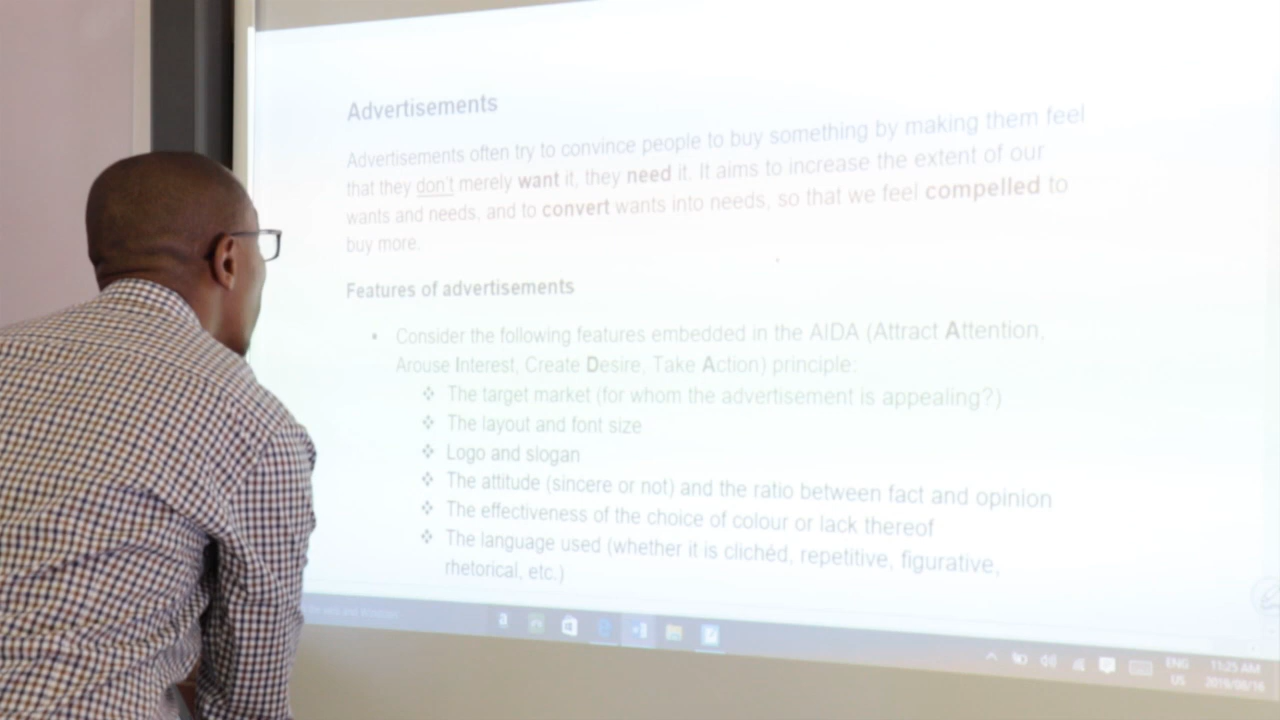 Advertisements
Advertisements often try to convince people to buy something by making them feel
that they don't merely want it, they need it. It aims to increase the extent of our
wants and needs, and to convert wants into needs, so that we feel compelled to
buy more.
Features of advertisements
• Consider the following features embedded in the AIDA (Attract Attention,
Arouse Interest, Create Desire, Take Action) principle:
❖ The target market (for whom the advertisement is appealing?)
❖ The layout and font size
❖ Logo and slogan
❖ The attitude (sincere or not) and the ratio between fact and opinion
❖ The effectiveness of the choice of colour or lack thereof
❖ The language used (whether it is clichéd, repetitive, figurative,
rhetorical, etc.)
ENG 11:25 AM
US 2019/08/16